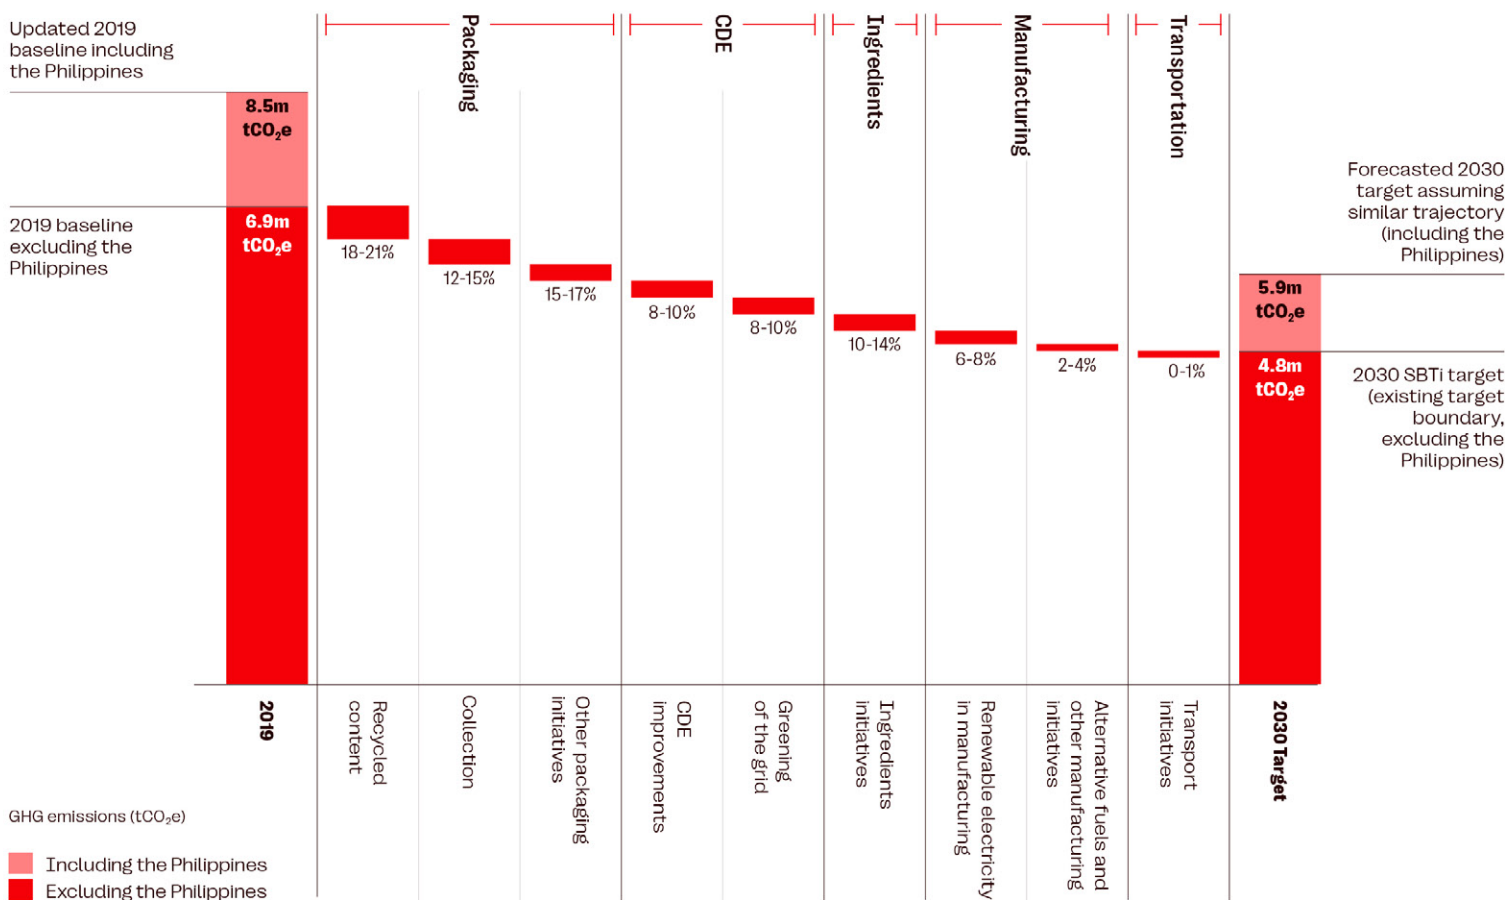 Updated 2019
baseline including
the Philippines
Packaging
CDE
Ingredients
Manufacturing
Transportation
8.5m
tCO₂e
2019 baseline
excluding the
Philippines
6.9m
tCO₂e
18-21%
12-15%
15-17%
8-10%
8-10%
10-14%
6-8%
2-4%
0-1%
Forecasted 2030
target assuming
similar trajectory
(including the
Philippines)
5.9m
tCO₂e
4.8m
tCO₂e
2030 SBTi target
(existing target
boundary,
excluding the
Philippines)
2019
Recycled
content
Collection
Other packaging
initiatives
CDE
improvements
Greening
of the grid
Ingredients
initiatives
Renewable electricity
in manufacturing
Alternative fuels and
other manufacturing
initiatives
Transport
initiatives
2030 Target
GHG emissions (tCO₂e)
Including the Philippines
Excluding the Philippines